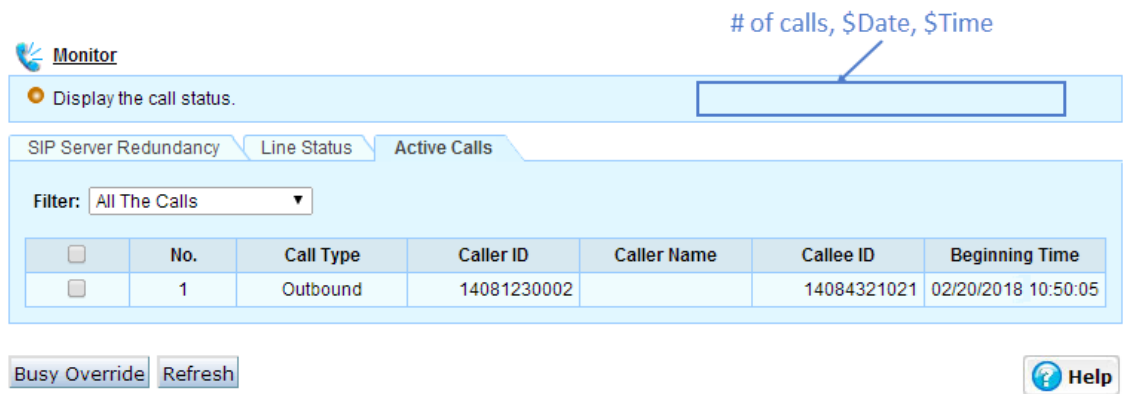 # of calls, $Date, $Time
Monitor
Display the call status.
SIP Server Redundancy Line Status Active Calls
Filter: All The Calls
No. Call Type Caller ID Caller Name Callee ID Beginning Time
1 Outbound 14081230002 14084321021 02/20/2018 10:50:05
Busy Override Refresh Help